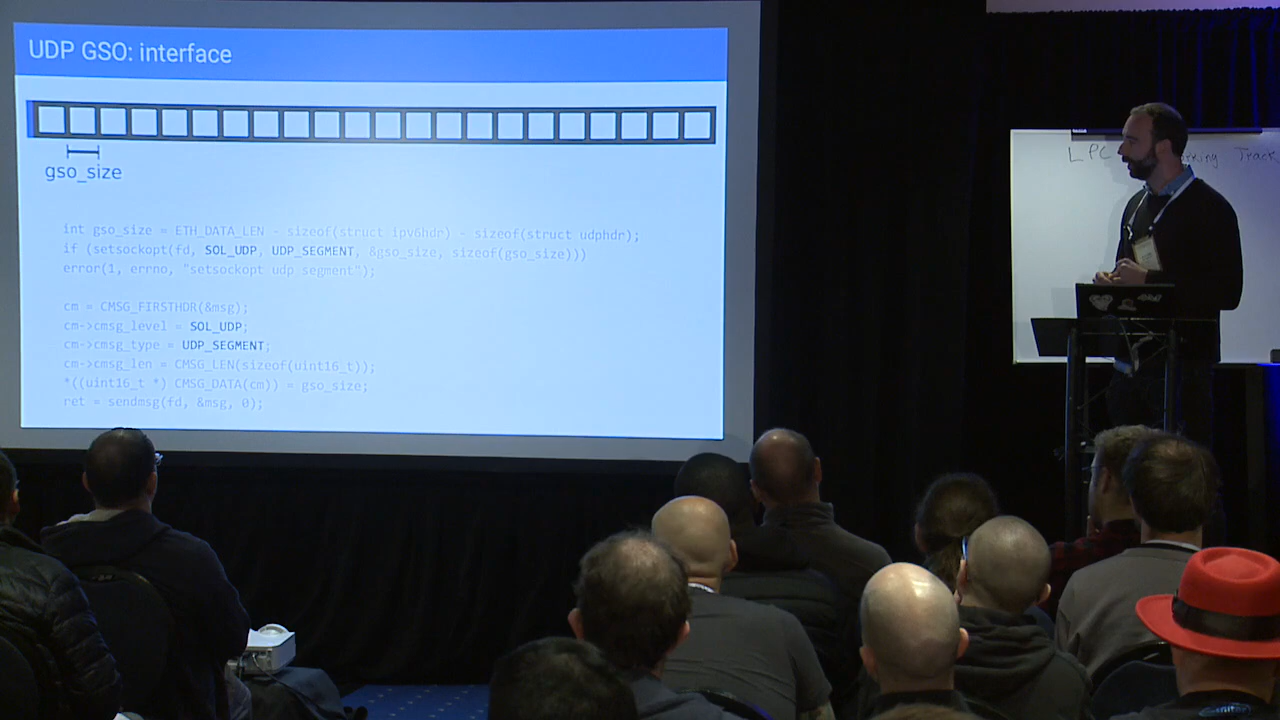 UDP GSO: interface
gso_size
int gso_size = ETH_DATA_LEN - sizeof(struct ipv6hdr) - sizeof(struct udphdr);
if (setsockopt(fd, SOL_UDP, UDP_SEGMENT, &gso_size, sizeof(gso_size)))
error(1, errno, "setsockopt udp segment");
cm = CMSG_FIRSTHDR(&msg);
cm->cmsg_level = SOL_UDP;
cm->cmsg_type = UDP_SEGMENT;
cm->cmsg_len = CMSG_LEN(sizeof(uint16_t));
*((uint16_t *) CMSG_DATA(cm)) = gso_size;
ret = sendmsg(fd, &msg, 0);
LPC Track